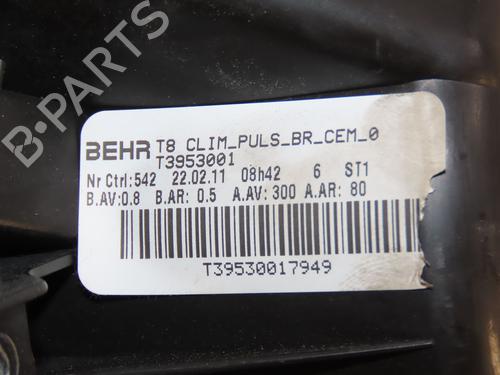 BEHR T8 CLIM_PULS_BR_CEM_0
T3953001
Nr Ctrl:542 22.02.11 08h42 6 ST1
B.AV:0.8 B.AR: 0.5 A.AV: 300 A.AR: 80
T39530017949
B-PARTS